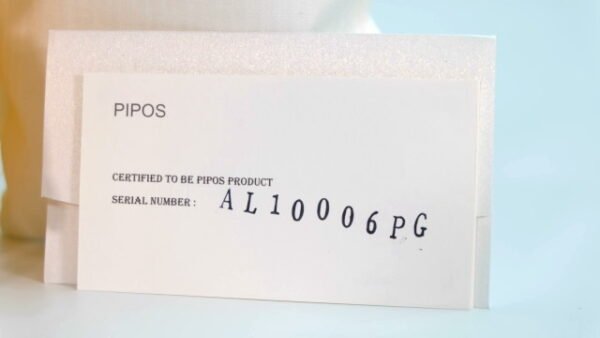 PIPOS
CERTIFIED TO BE PIPOS PRODUCT
SERIAL NUMBER : AL10006PG